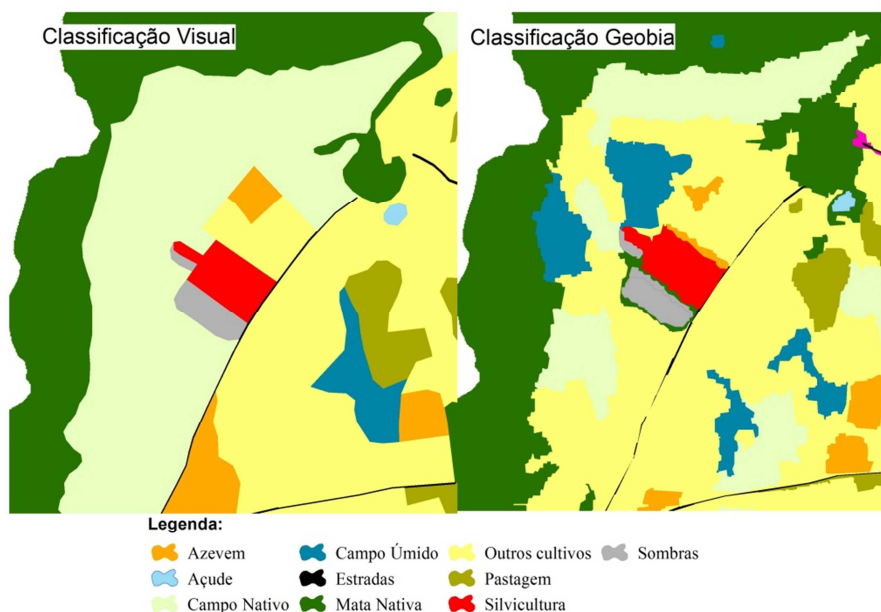 Classificação Visual
Classificação Geobia
Legenda:
Azevem
Campo Úmido
Outros cultivos
Sombras
Açude
Estradas
Pastagem
Campo Nativo
Mata Nativa
Silvicultura